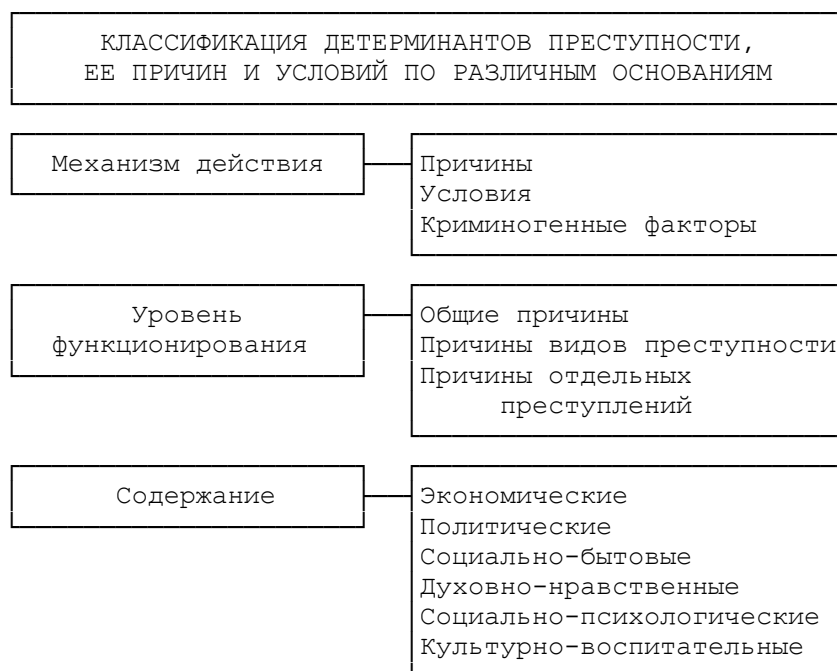 КЛАССИФИКАЦИЯ ДЕТЕРМИНАНТОВ ПРЕСТУПНОСТИ,
ЕЕ ПРИЧИН И УСЛОВИЙ ПО РАЗЛИЧНЫМ ОСНОВАНИЯМ
Механизм действия
Причины
Условия
Криминогенные факторы
Уровень
функционирования
Общие причины
Причины видов преступности
Причины отдельных
преступлений
Содержание
Экономические
Политические
Социально-бытовые
Духовно-нравственные
Социально-психологические
Культурно-воспитательные